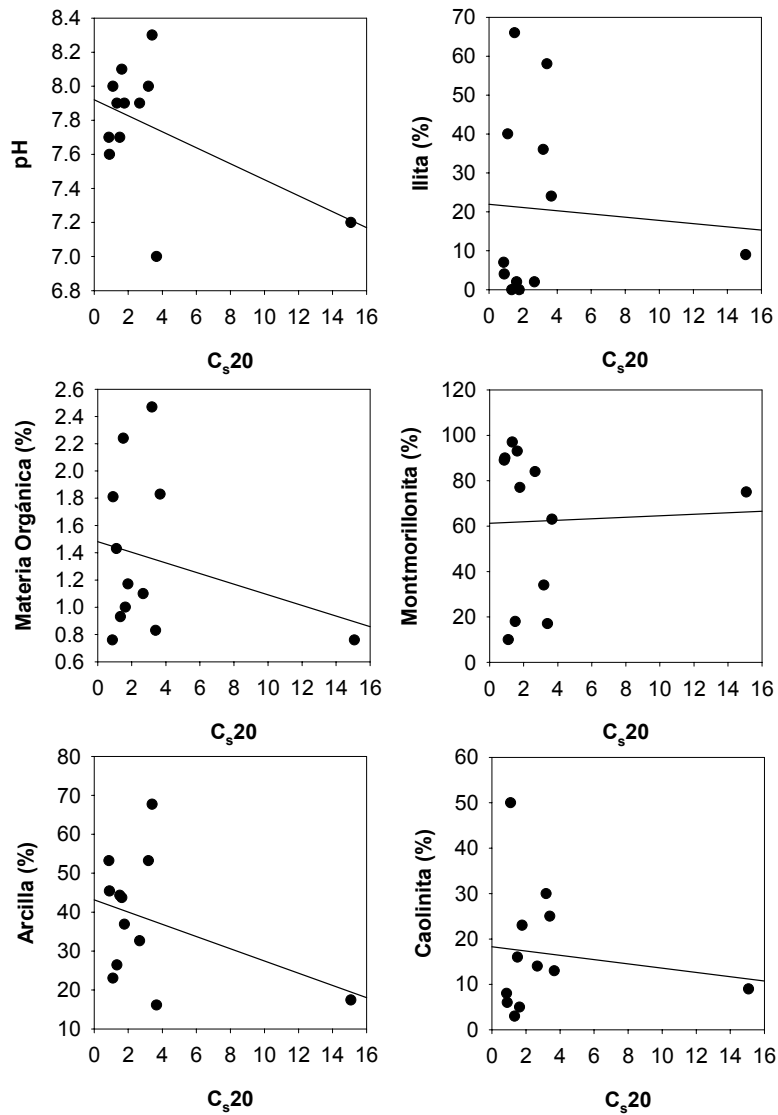 8.4
8.2
8.0
7.8
7.6
7.4
7.2
7.0
6.8
pH
0 2 4 6 8 10 12 14 16
Cs20
70
60
50
40
30
20
10
0
Ilita (%)
0 2 4 6 8 10 12 14 16
Cs20
2.6
2.4
2.2
2.0
1.8
1.6
1.4
1.2
1.0
0.8
0.6
Materia Orgánica (%)
0 2 4 6 8 10 12 14 16
Cs20
120
100
80
60
40
20
0
Montmorillonita (%)
0 2 4 6 8 10 12 14 16
Cs20
80
70
60
50
40
30
20
10
Arcilla (%)
0 2 4 6 8 10 12 14 16
Cs20
60
50
40
30
20
10
0
Caolinita (%)
0 2 4 6 8 10 12 14 16
Cs20